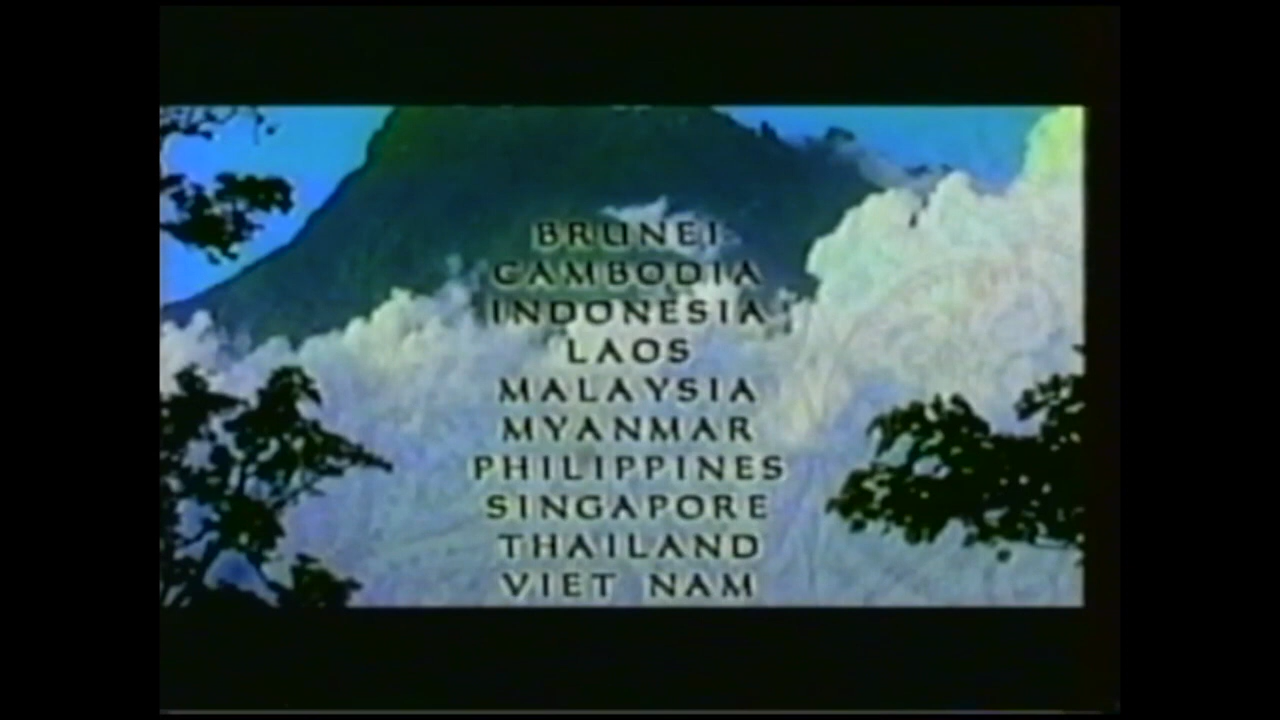 BRUNEI
CAMBODIA
INDONESIA
LAOS
MALAYSIA
MYANMAR
PHILIPPINES
SINGAPORE
THAILAND
VIET NAM